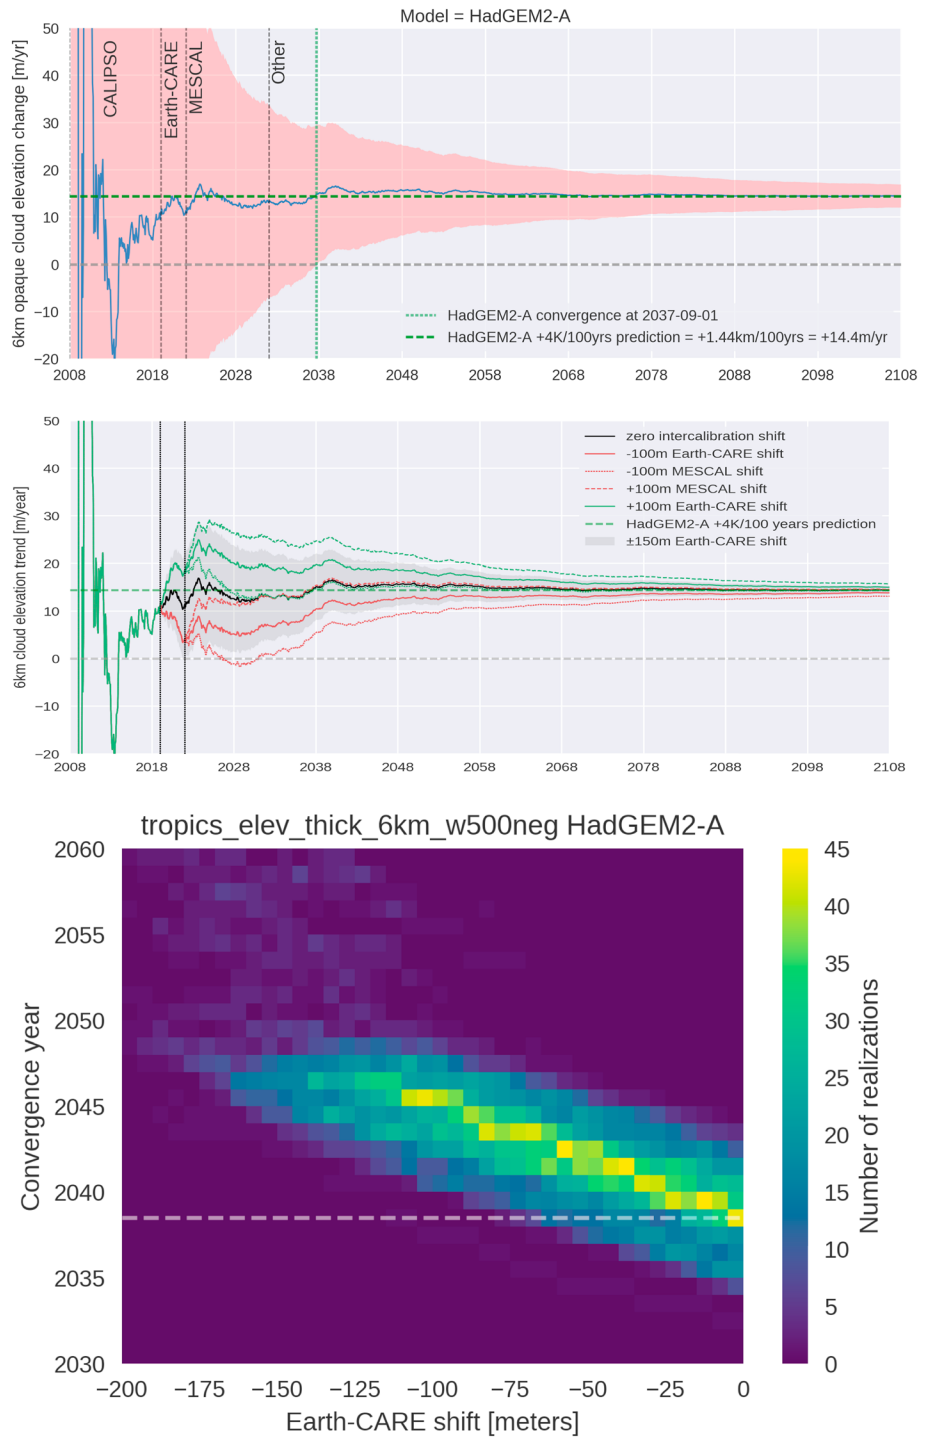 Model = HadGEM2-A
6km opaque cloud elevation change [m/yr]
50
40
30
20
10
0
−10
−20
CALIPSO
Earth-CARE
MESCAL
Other
HadGEM2-A convergence at 2037-09-01
HadGEM2-A +4K/100yrs prediction = +1.44km/100yrs = +14.4m/yr
2008 2018 2028 2038 2048 2058 2068 2078 2088 2098 2108
6km cloud elevation trend [m/year]
50
40
30
20
10
0
−10
−20
zero intercalibration shift
-100m Earth-CARE shift
-100m MESCAL shift
+100m MESCAL shift
+100m Earth-CARE shift
HadGEM2-A +4K/100 years prediction
±150m Earth-CARE shift
2008 2018 2028 2038 2048 2058 2068 2078 2088 2098 2108
tropics_elev_thick_6km_w500neg HadGEM2-A
Convergence year
2060
2055
2050
2045
2040
2035
2030
−200 −175 −150 −125 −100 −75 −50 −25 0
Earth-CARE shift [meters]
45
40
35
30
25
20
15
10
5
0
Number of realizations